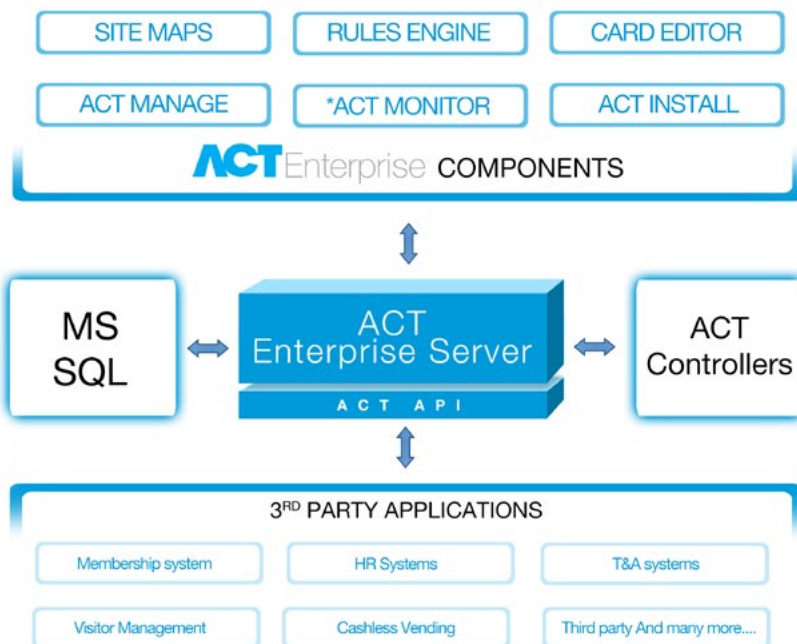 SITE MAPS
RULES ENGINE
CARD EDITOR
ACT MANAGE
*ACT MONITOR
ACT INSTALL
ACTEnterprise COMPONENTS
MS
SQL
ACT
Enterprise Server
ACT API
ACT
Controllers
3RD PARTY APPLICATIONS
Membership system
HR Systems
T&A systems
Visitor Management
Cashless Vending
Third party And many more....